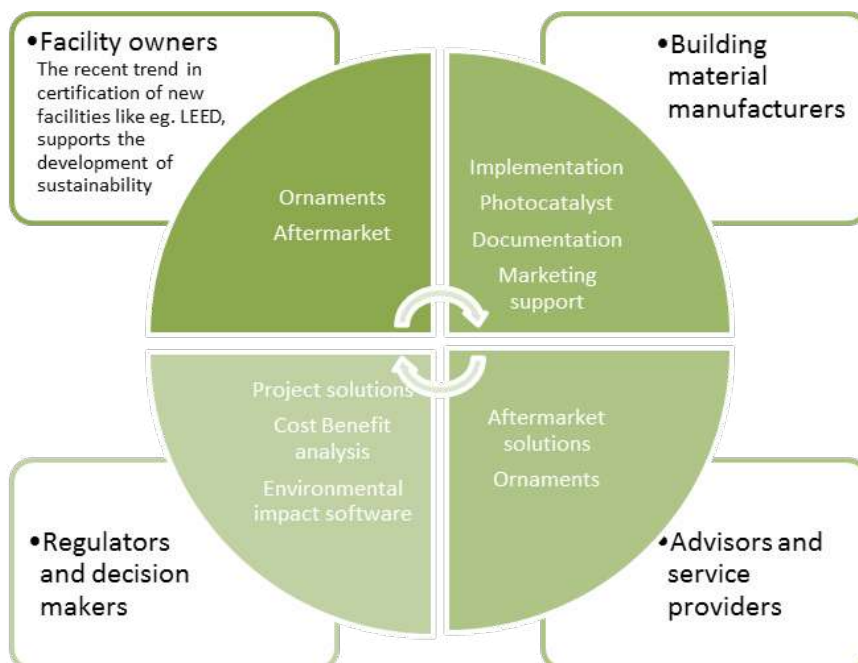 •Facility owners
The recent trend in
certification of new
facilities like eg. LEED,
supports the
development of
sustainability
•Building
material
manufacturers
Ornaments
Aftermarket
Implementation
Photocatalyst
Documentation
Marketing
support
Project solutions
Cost Benefit
analysis
Environmental
impact software
Aftermarket
solutions
Ornaments
•Regulators
and decision
makers
•Advisors and
service
providers